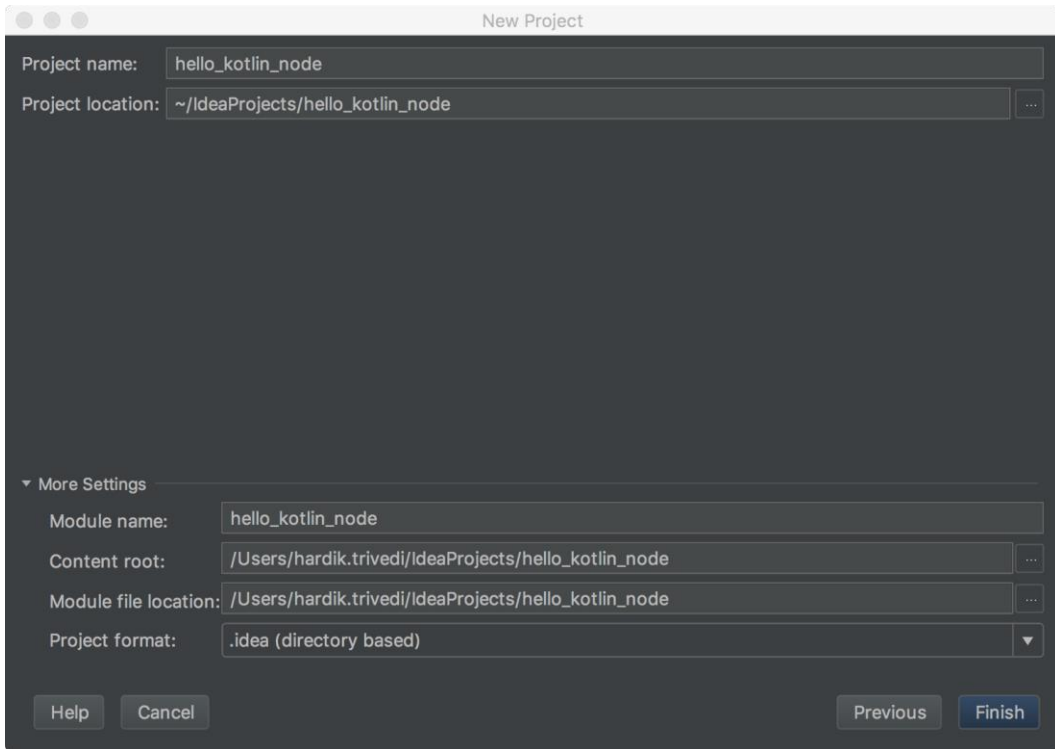 New Project
Project name: hello_kotlin_node
Project location: ~/IdeaProjects/hello_kotlin_node ...
More Settings
Module name: hello_kotlin_node
Content root: /Users/hardik.trivedi/IdeaProjects/hello_kotlin_node ...
Module file location: /Users/hardik.trivedi/IdeaProjects/hello_kotlin_node ...
Project format: .idea (directory based)
Help Cancel Previous Finish